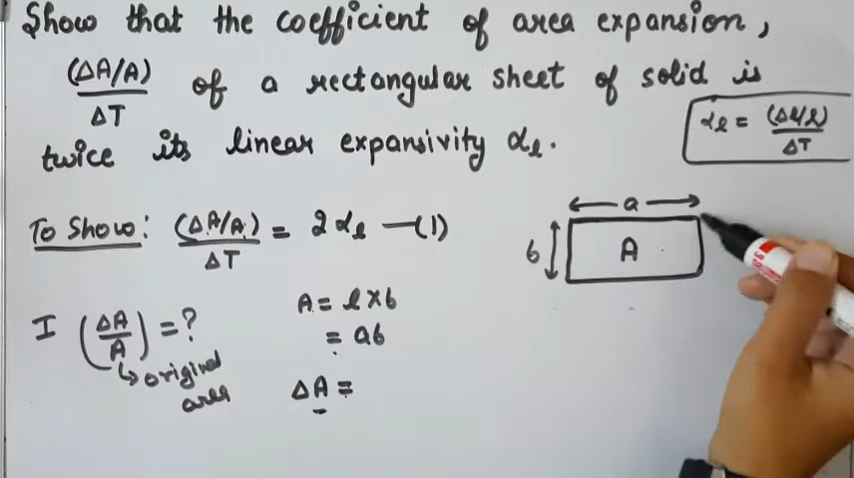 Show that the coefficient of area expansion,
(ΔA/A)
ΔT
of a rectangular sheet of solid is
twice its linear expansivity αl.
αl = (Δl/l)
ΔT
To Show: (ΔA/A) = 2αl —(1)
ΔT
a
b
A
I (ΔA/A) = ?
original
area
A = l × b
= ab
ΔA =